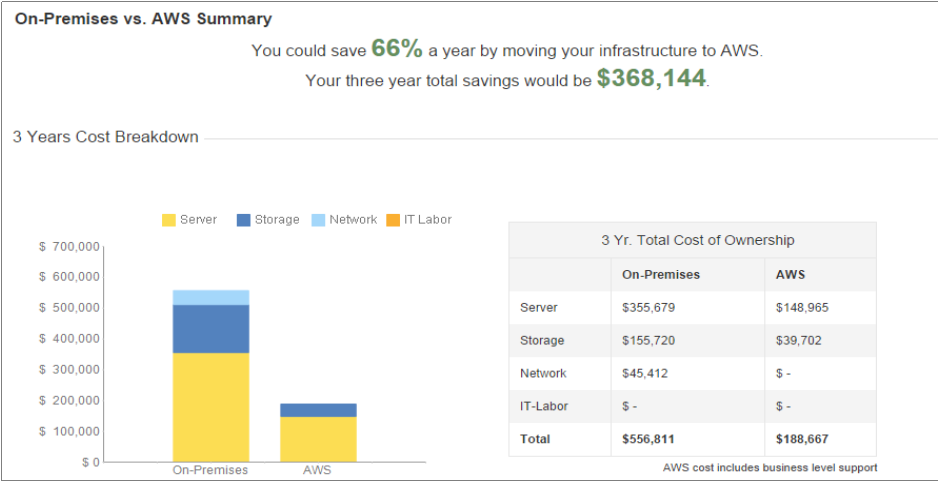 On-Premises vs. AWS Summary
You could save 66% a year by moving your infrastructure to AWS.
Your three year total savings would be $368,144.
3 Years Cost Breakdown
Server Storage Network IT Labor
$ 700,000
$ 600,000
$ 500,000
$ 400,000
$ 300,000
$ 200,000
$ 100,000
$ 0
On-Premises AWS
3 Yr. Total Cost of Ownership
On-Premises AWS
Server $355,679 $148,965
Storage $155,720 $39,702
Network $45,412 $ -
IT-Labor $ - $ -
Total $556,811 $188,667
AWS cost includes business level support